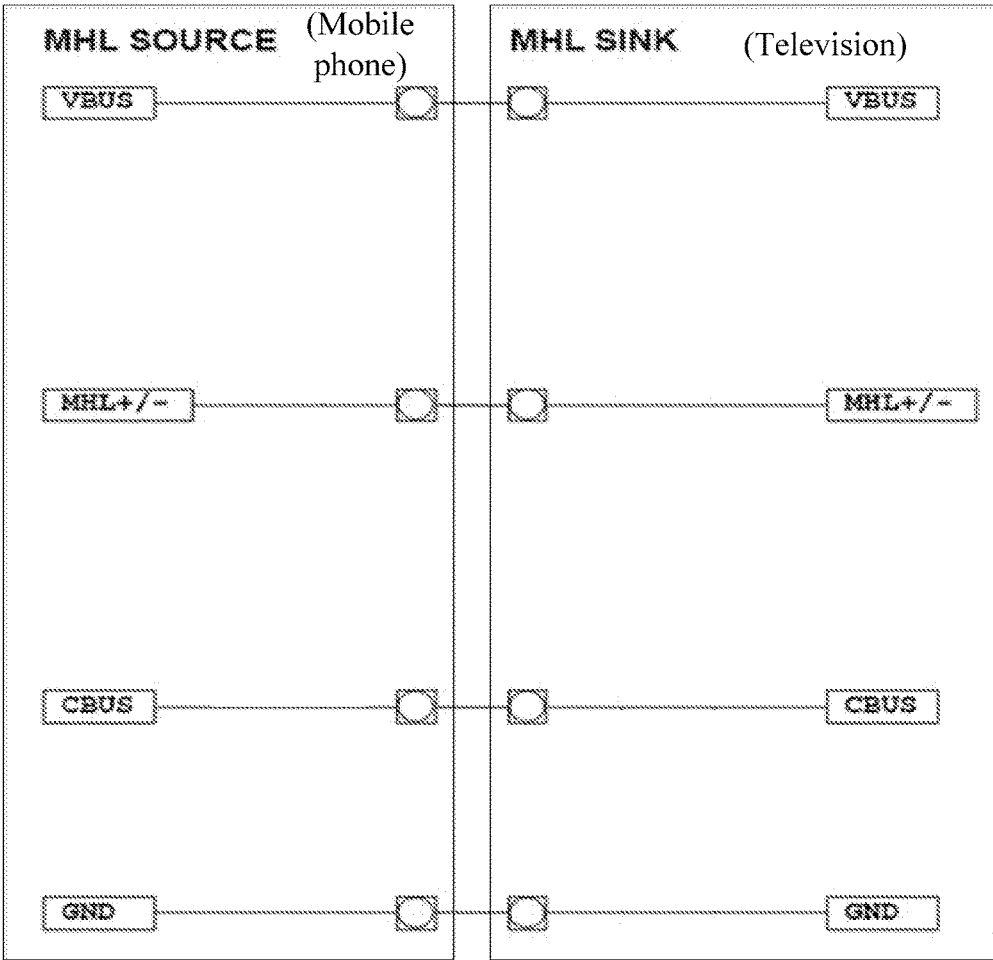 MHL SOURCE (Mobile phone)
MHL SINK (Television)
VBUS VBUS
MHL+/- MHL+/-
CBUS CBUS
GND GND